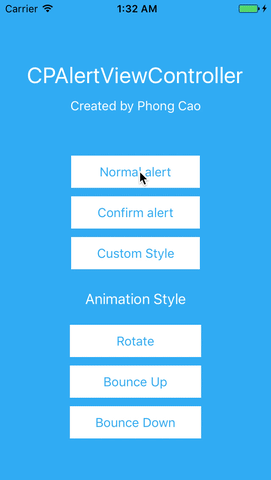 Carrier 1:32 AM
CPAlertViewController
Created by Phong Cao
Normal alert
Confirm alert
Custom Style
Animation Style
Rotate
Bounce Up
Bounce Down